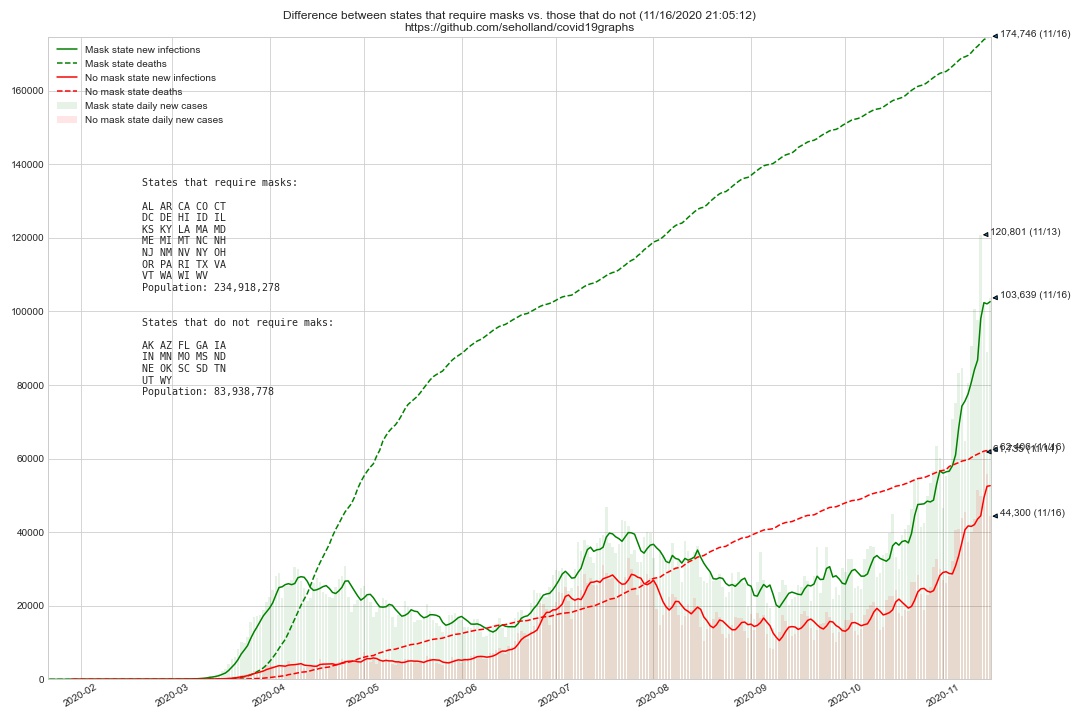 Difference between states that require masks vs. those that do not (11/16/2020 21:05:12)
https://github.com/seholland/covid19graphs
Mask state new infections
Mask state deaths
No mask state new infections
No mask state deaths
Mask state daily new cases
No mask state daily new cases
States that require masks:
AL AR CA CO CT
DC DE HI ID IL
KS KY LA MA MD
ME MI MT NC NH
NJ NM NV NY OH
OR PA RI TX VA
VT WA WI WV
Population: 234,918,278
States that do not require maks:
AK AZ FL GA IA
IN MN MO MS ND
NE OK SC SD TN
UT WY
Population: 83,938,778
174,746 (11/16)
120,801 (11/13)
103,639 (11/16)
44,300 (11/16)
160000
140000
120000
100000
80000
60000
40000
20000
0
2020-02
2020-03
2020-04
2020-05
2020-06
2020-07
2020-08
2020-09
2020-10
2020-11